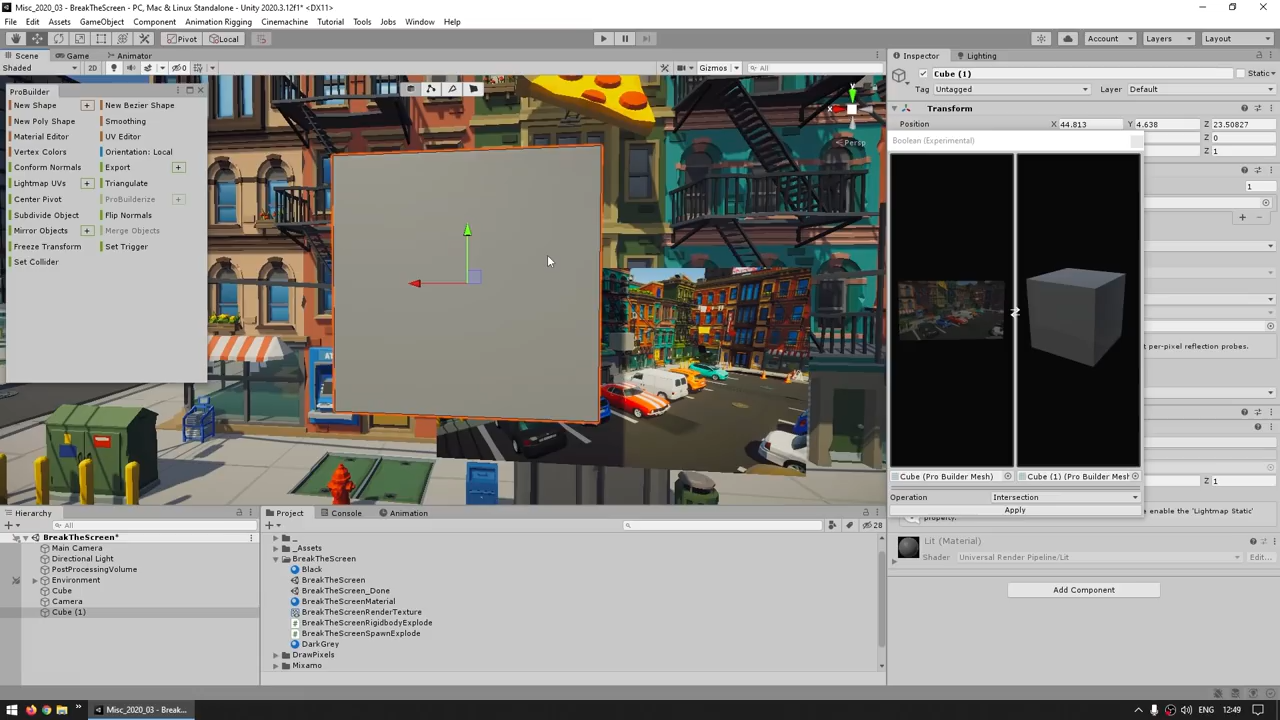 Misc_2020_03 - BreakTheScreen - PC, Mac & Linux Standalone - Unity 2020.3.12f1* <DX11>
File Edit Assets GameObject Component Animation Rigging Cinemachine Tutorial Tools Jobs Window Help
Pivot Local Account Layers Layout
Scene Game Animator
Shaded 2D 0 Gizmos All
ProBuilder
New Shape New Bezier Shape
New Poly Shape Smoothing
Material Editor UV Editor
Vertex Colors Orientation: Local
Conform Normals Export
Lightmap UVs Triangulate
Center Pivot ProBuilderize
Subdivide Object Flip Normals
Mirror Objects Merge Objects
Freeze Transform Set Trigger
Set Collider
y
x
Persp
ATM
Inspector Lighting
Cube (1) Static
Tag Untagged Layer Default
Transform
Position X 44.813 Y 4.638 Z 23.50827
Z 0
Z 1
Boolean (Experimental)
1
per-pixel reflection probes.
Cube (Pro Builder Mesh) Cube (1) (Pro Builder Mesh
Z 1
Operation Intersection
Apply
e enable the 'Lightmap Static'
property.
Lit (Material)
Shader Universal Render Pipeline/Lit Edit...
Add Component
Hierarchy
All
BreakTheScreen*
Main Camera
Directional Light
PostProcessingVolume
Environment
Cube
Camera
Cube (1)
Project Console Animation
28
_
_Assets
BreakTheScreen
Black
BreakTheScreen
BreakTheScreen_Done
BreakTheScreenMaterial
BreakTheScreenRenderTexture
BreakTheScreenRigidbodyExplode
BreakTheScreenSpawnExplode
DarkGrey
DrawPixels
Mixamo
Misc_2020_03 - Break...
ENG 12:49